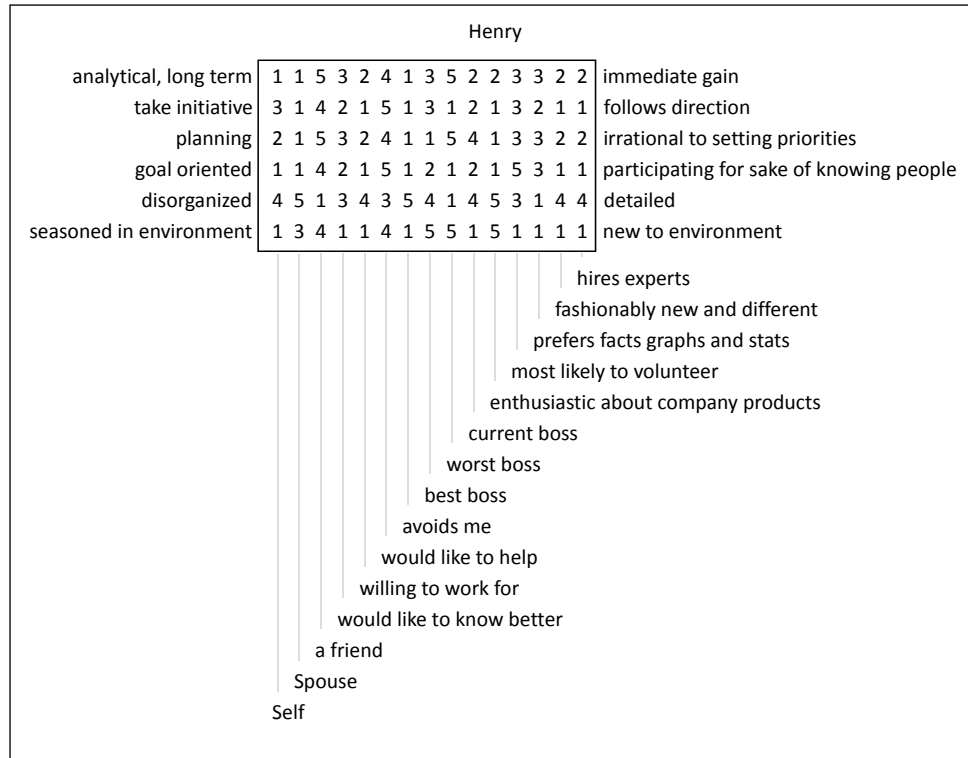 Henry
analytical, long term 1 1 5 3 2 4 1 3 5 2 2 3 3 2 2 immediate gain
take initiative 3 1 4 2 1 5 1 3 1 2 1 3 2 1 1 follows direction
planning 2 1 5 3 2 4 1 1 5 4 1 3 3 2 2 irrational to setting priorities
goal oriented 1 1 4 2 1 5 1 2 1 2 1 5 3 1 1 participating for sake of knowing people
disorganized 4 5 1 3 4 3 5 4 1 4 5 3 1 4 4 detailed
seasoned in environment 1 3 4 1 1 4 1 5 5 1 5 1 1 1 1 new to environment
hires experts
fashionably new and different
prefers facts graphs and stats
most likely to volunteer
enthusiastic about company products
current boss
worst boss
best boss
avoids me
would like to help
willing to work for
would like to know better
a friend
Spouse
Self